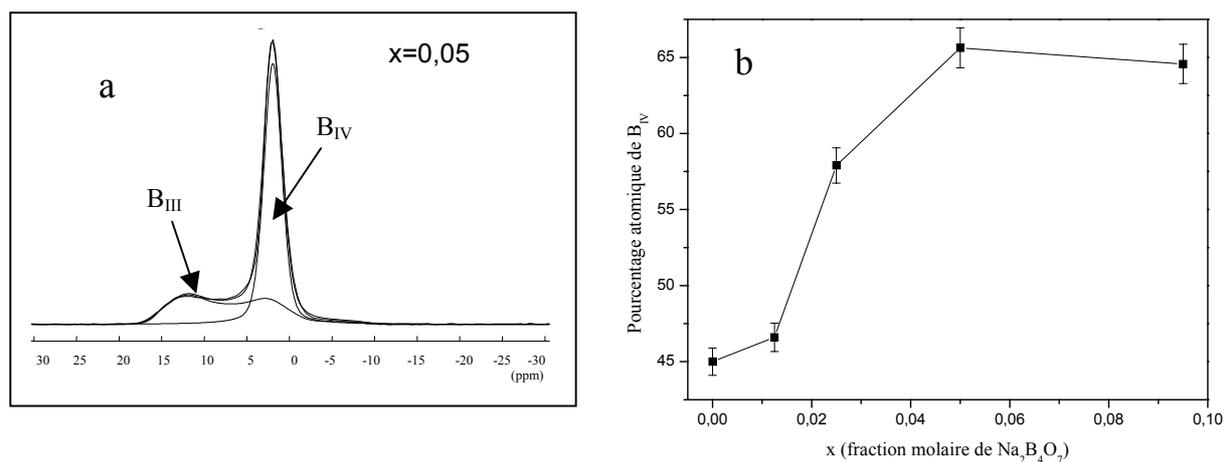 a
x=0,05
B_IV
B_III
30 25 20 15 10 5 0 -5 -10 -15 -20 -25 -30
(ppm)
b
Pourcentage atomique de B_IV
65
60
55
50
45
0,00 0,02 0,04 0,06 0,08 0,10
x (fraction molaire de Na₂B₄O₇)